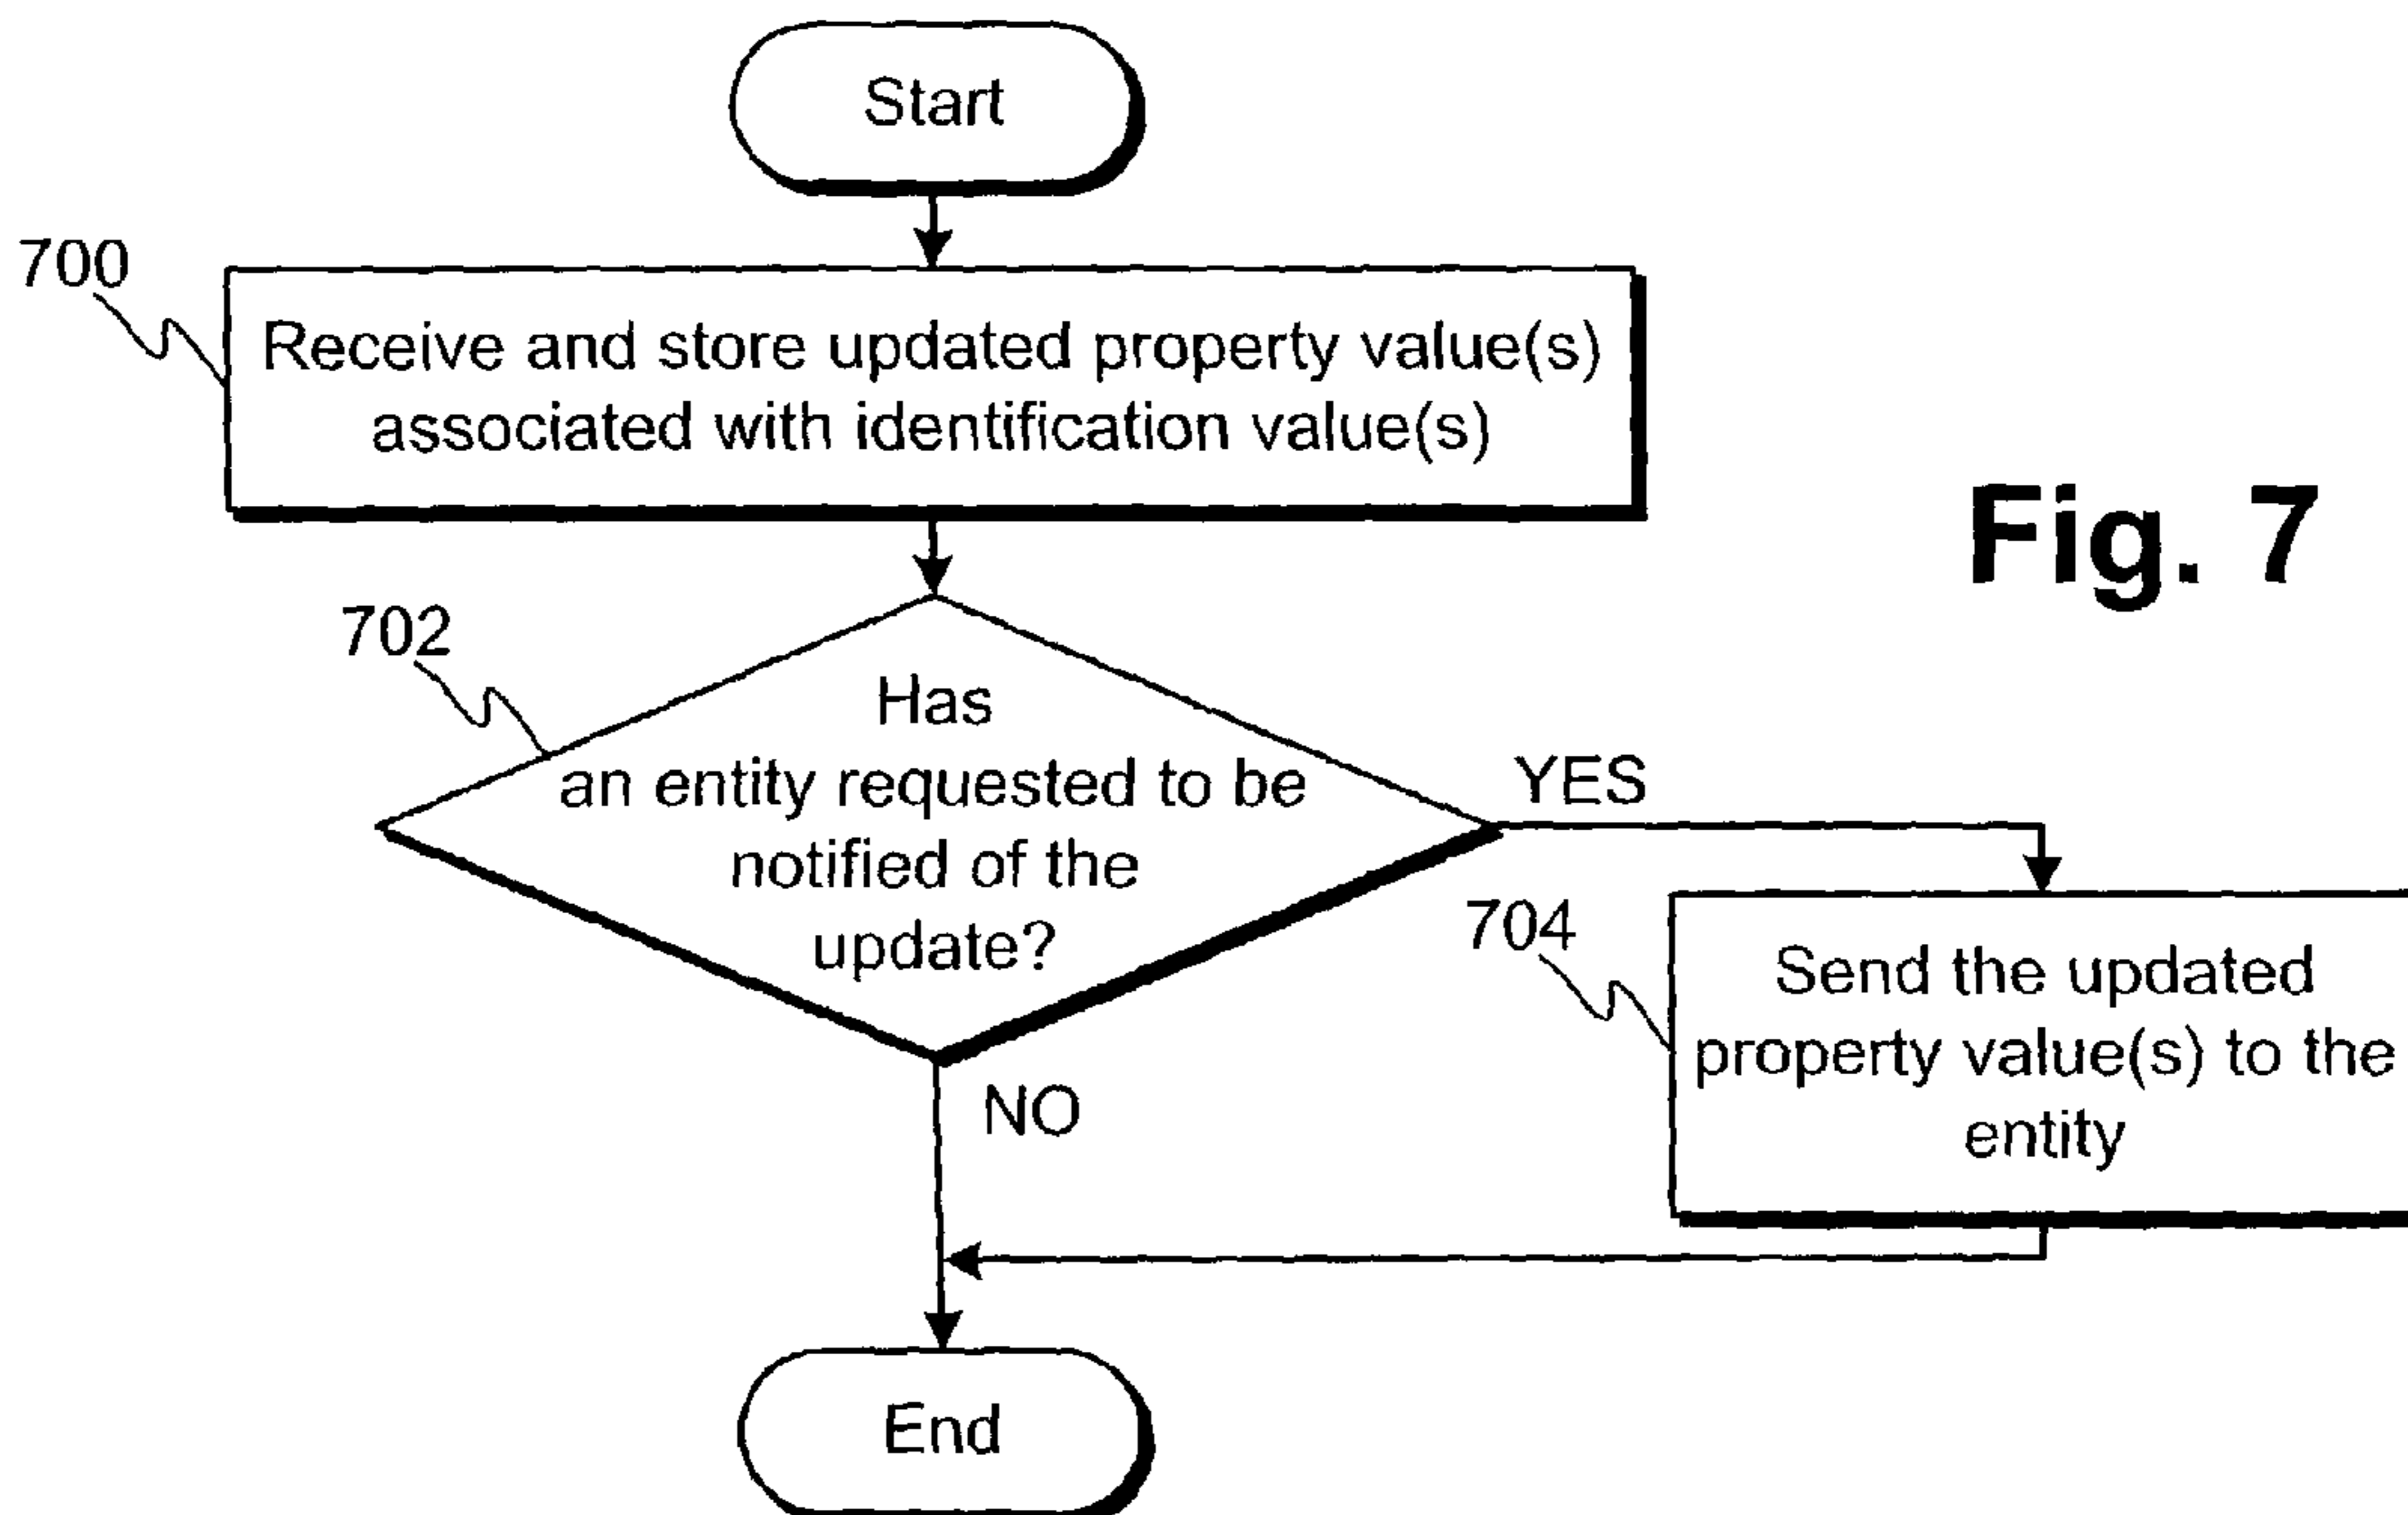 Start
700
Receive and store updated property value(s)
associated with identification value(s)
Fig. 7
702
Has
an entity requested to be
notified of the
update?
YES
704
Send the updated
property value(s) to the
entity
NO
End